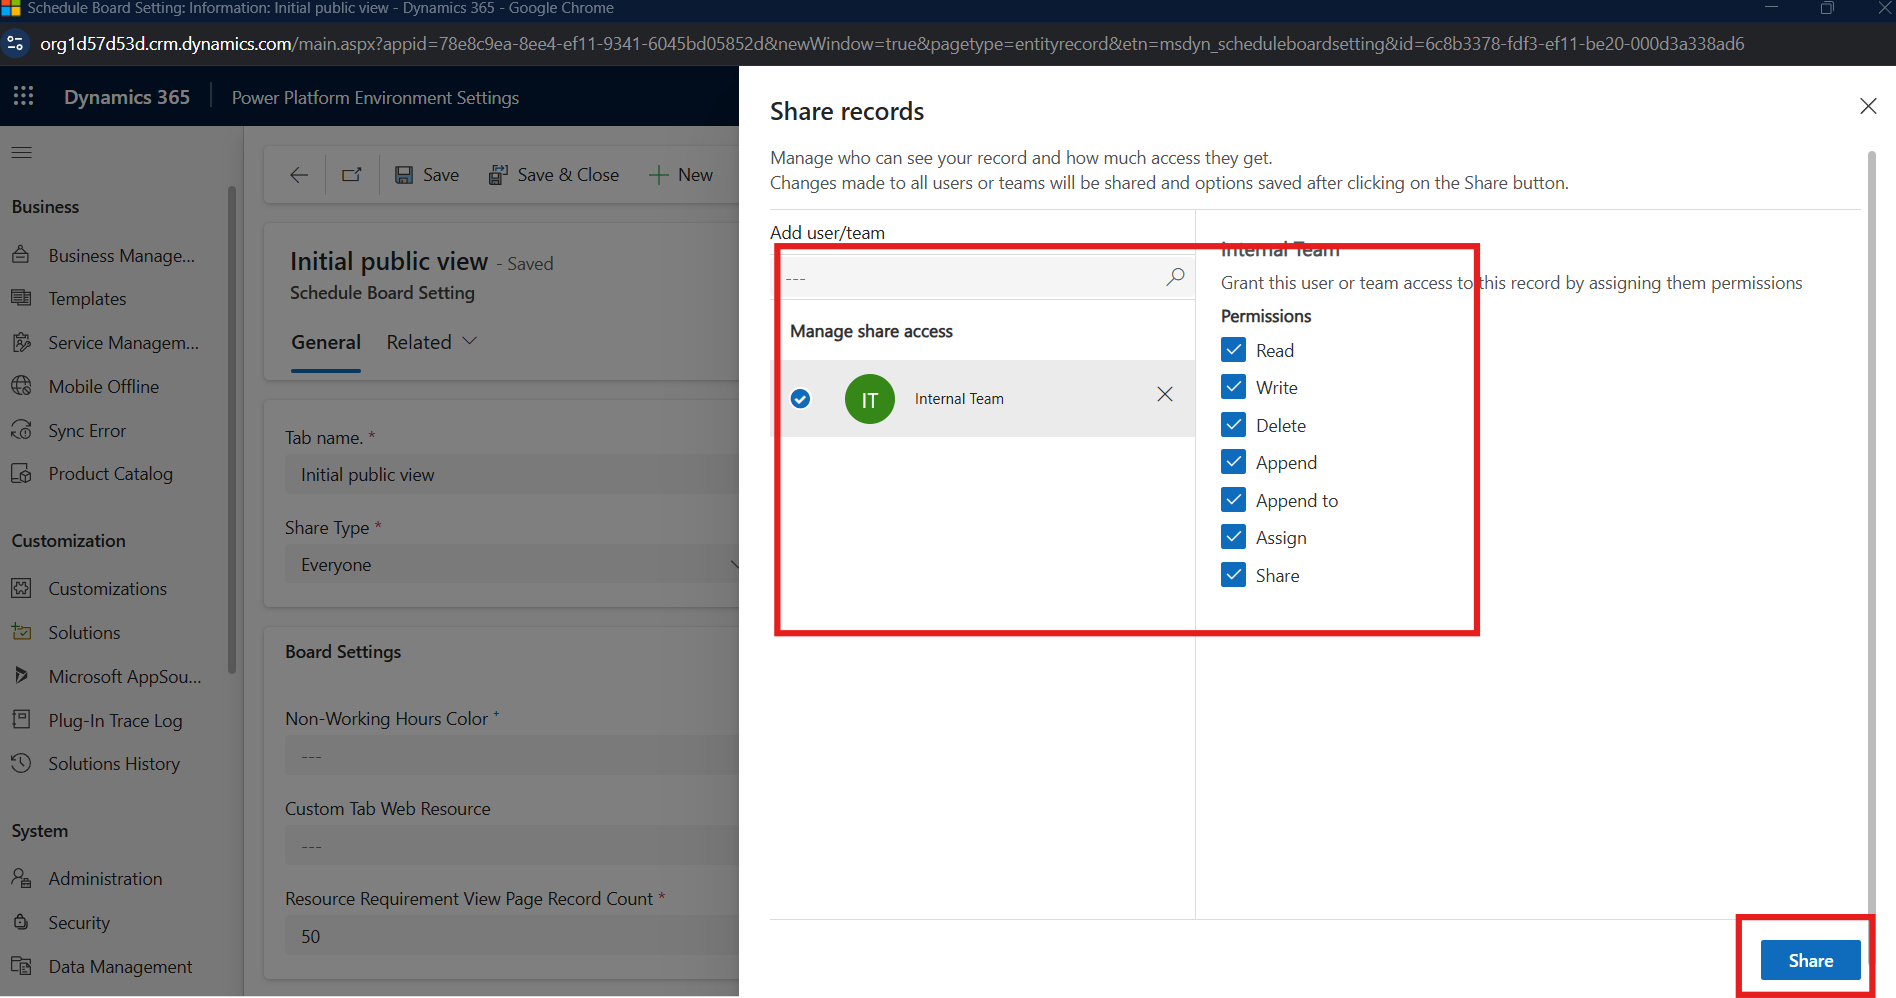 Schedule Board Setting: Information: Initial public view - Dynamics 365 - Google Chrome
org1d57d53d.crm.dynamics.com/main.aspx?appid=78e8c9ea-8ee4-ef11-9341-6045bd05852d&newWindow=true&pagetype=entityrecord&etn=msdyn_scheduleboardsetting&id=6c8b3378-fdf3-ef11-be20-000d3a338ad6
Dynamics 365
Power Platform Environment Settings
Business
Business Manage...
Templates
Service Managem...
Mobile Offline
Sync Error
Product Catalog
Customization
Customizations
Solutions
Microsoft AppSou...
Plug-In Trace Log
Solutions History
System
Administration
Security
Data Management
Save
Save & Close
New
Initial public view - Saved
Schedule Board Setting
General
Related
Tab name. *
Initial public view
Share Type *
Everyone
Board Settings
Non-Working Hours Color +
---
Custom Tab Web Resource
---
Resource Requirement View Page Record Count *
50
Share records
Manage who can see your record and how much access they get.
Changes made to all users or teams will be shared and options saved after clicking on the Share button.
Add user/team
---
Manage share access
IT
Internal Team
Internal Team
Grant this user or team access to this record by assigning them permissions
Permissions
Read
Write
Delete
Append
Append to
Assign
Share
Share